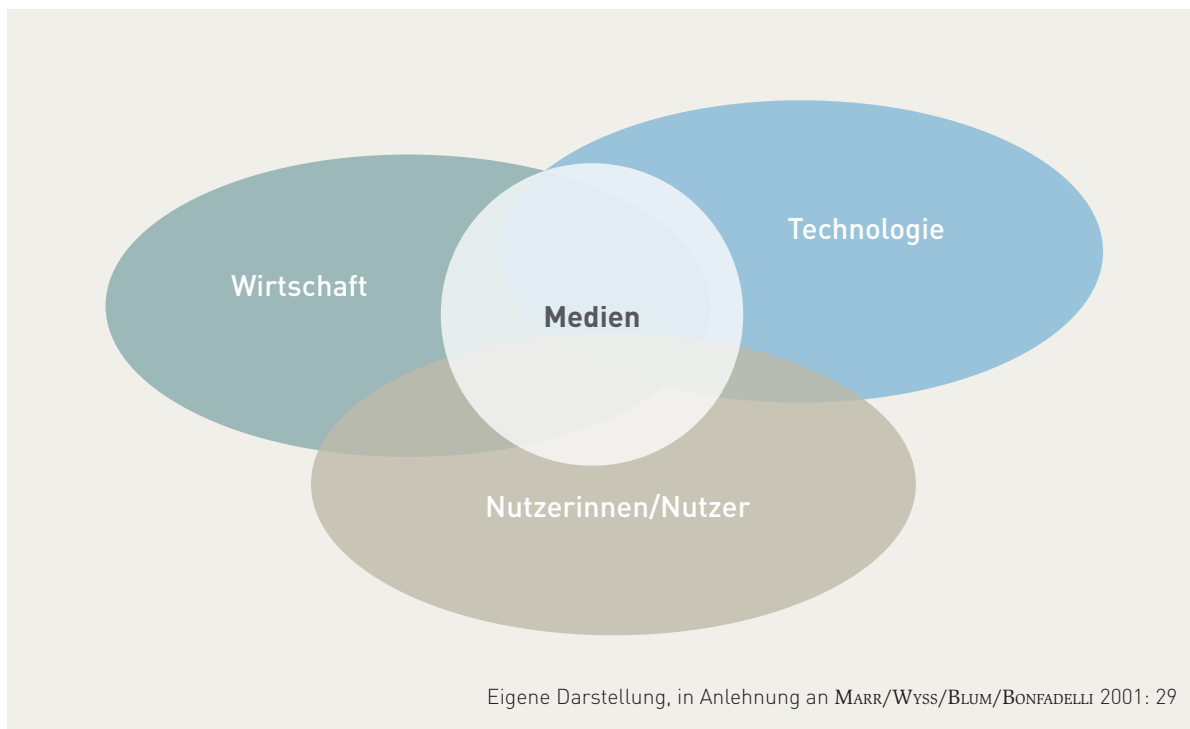 Technologie
Wirtschaft
Medien
Nutzerinnen/Nutzer
Eigene Darstellung, in Anlehnung an Marr/Wyss/Blum/Bonfadelli 2001: 29